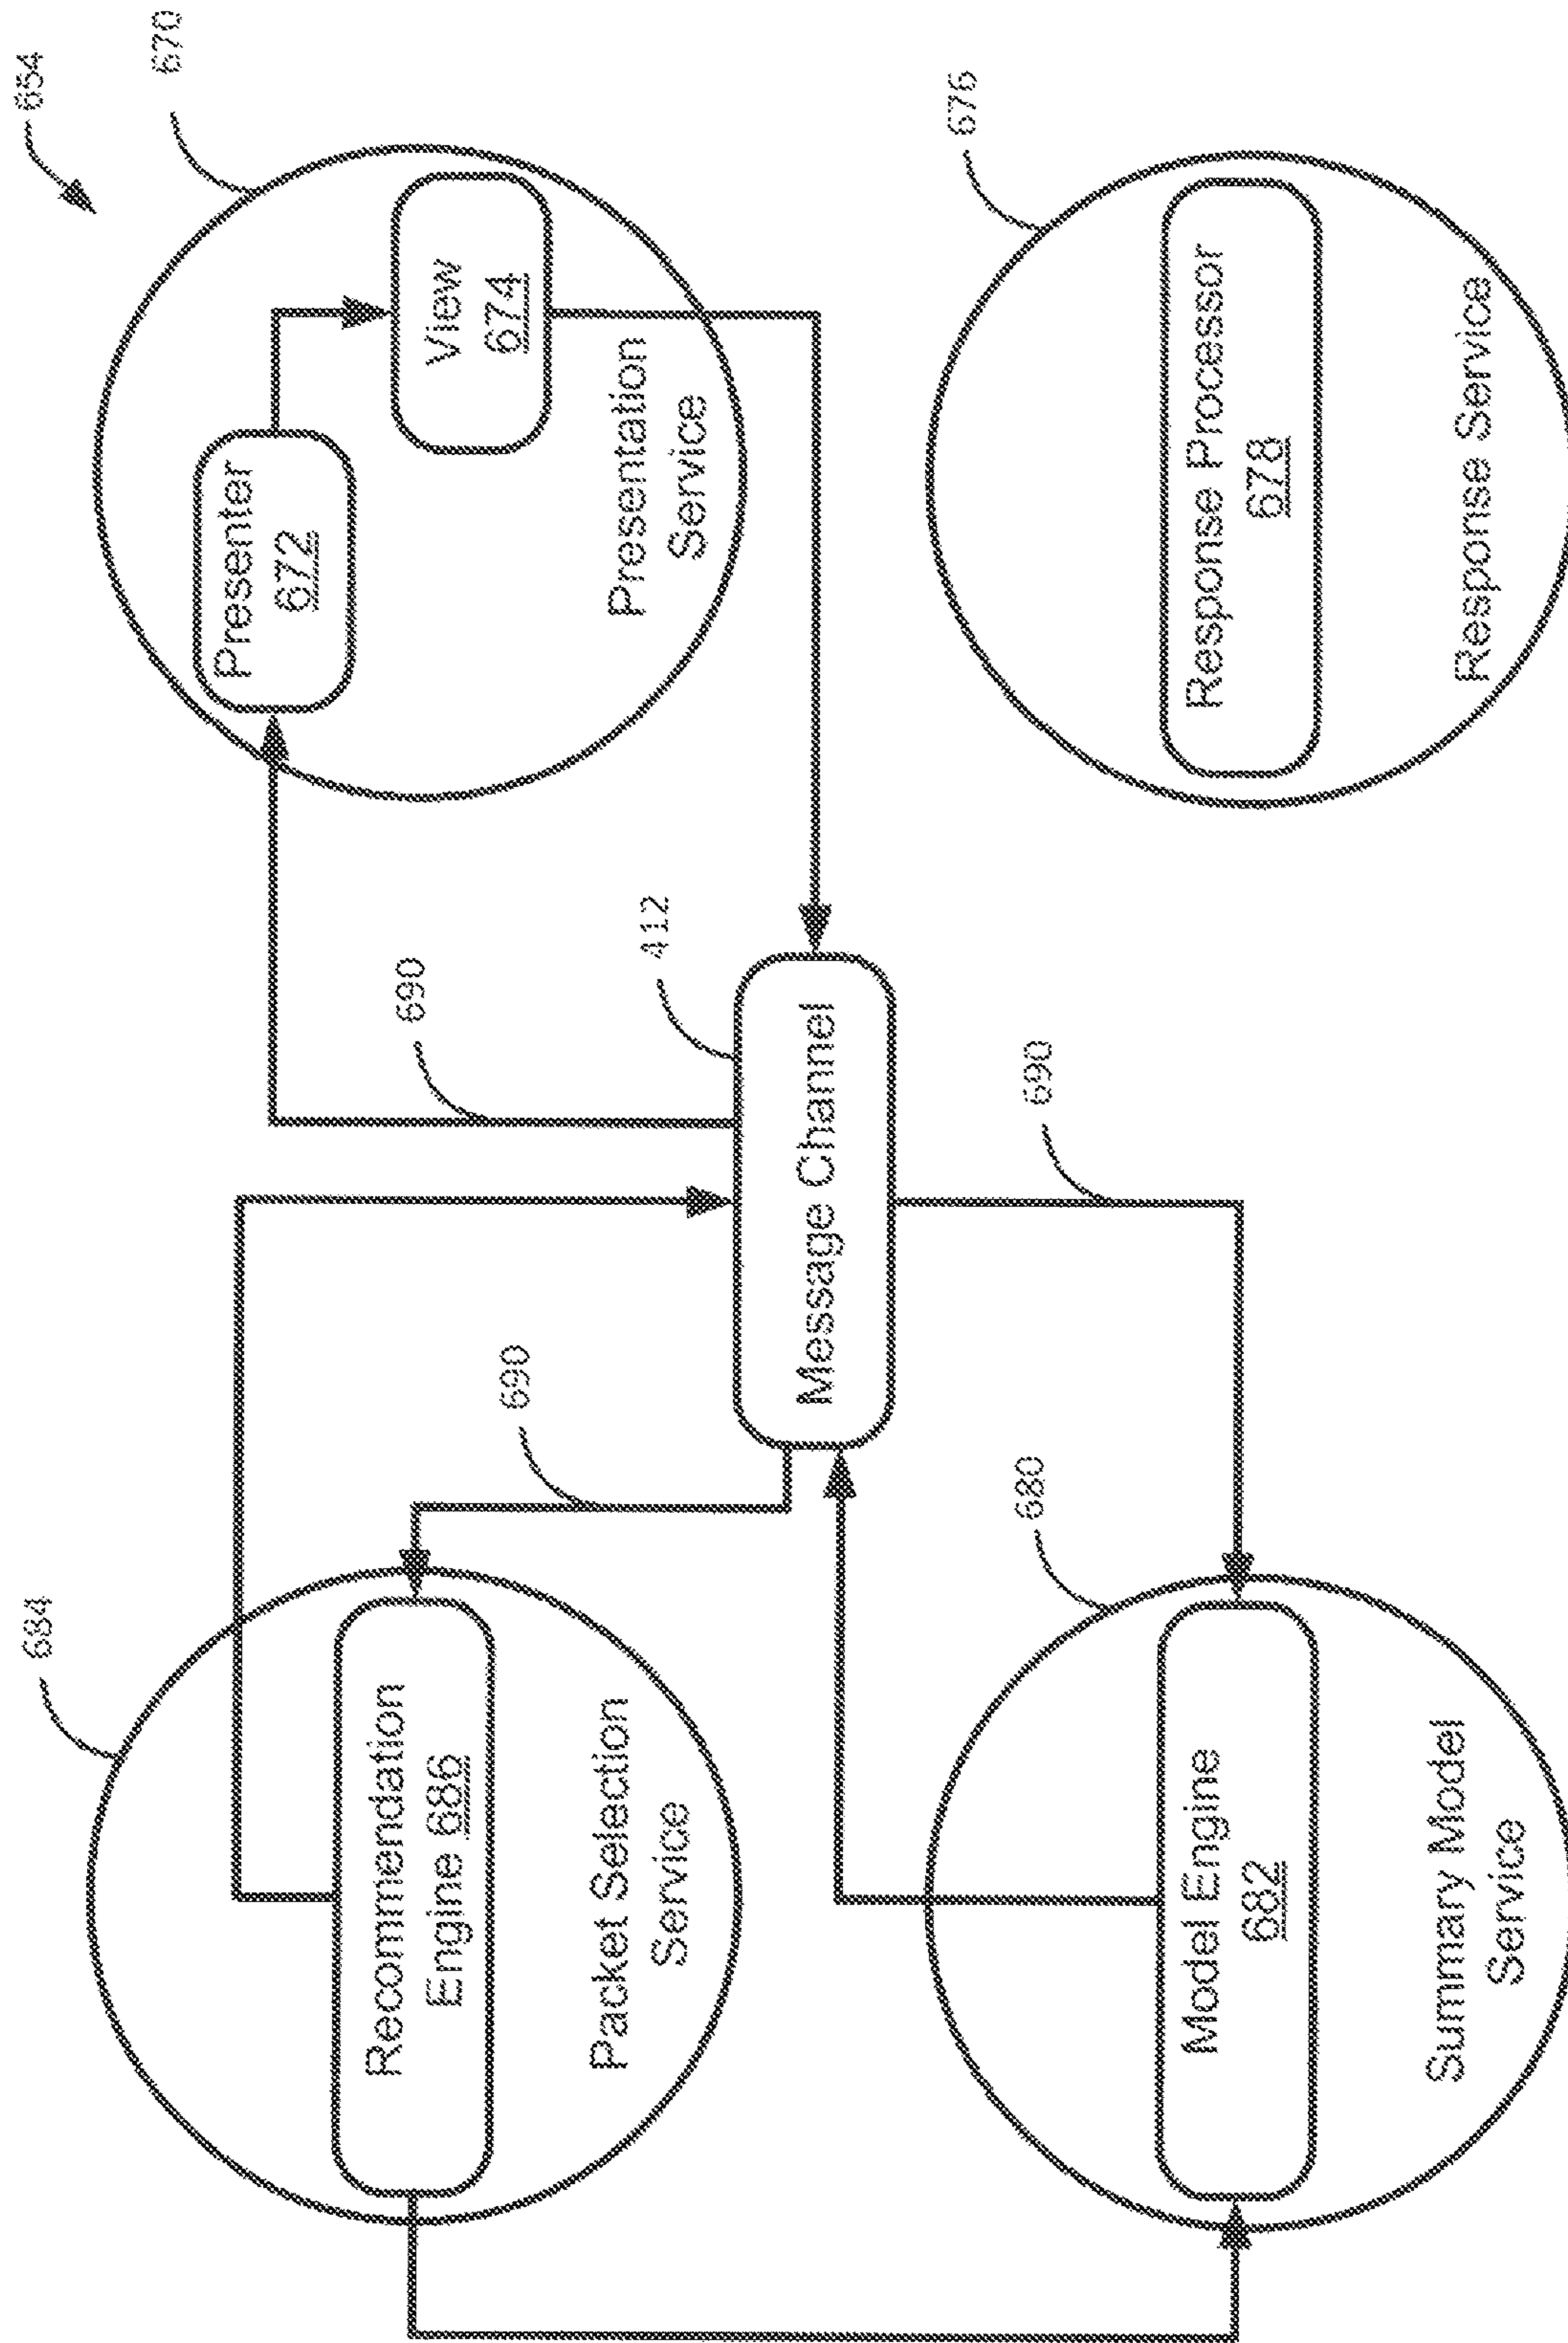 654
684
670
Recommendation
Engine 686
Packet Selection
Service
690
690
Presenter
672
View
674
Presentation
Service
412
Message Channel
680
690
676
Model Engine
682
Summary Model
Service
Response Processor
678
Response Service